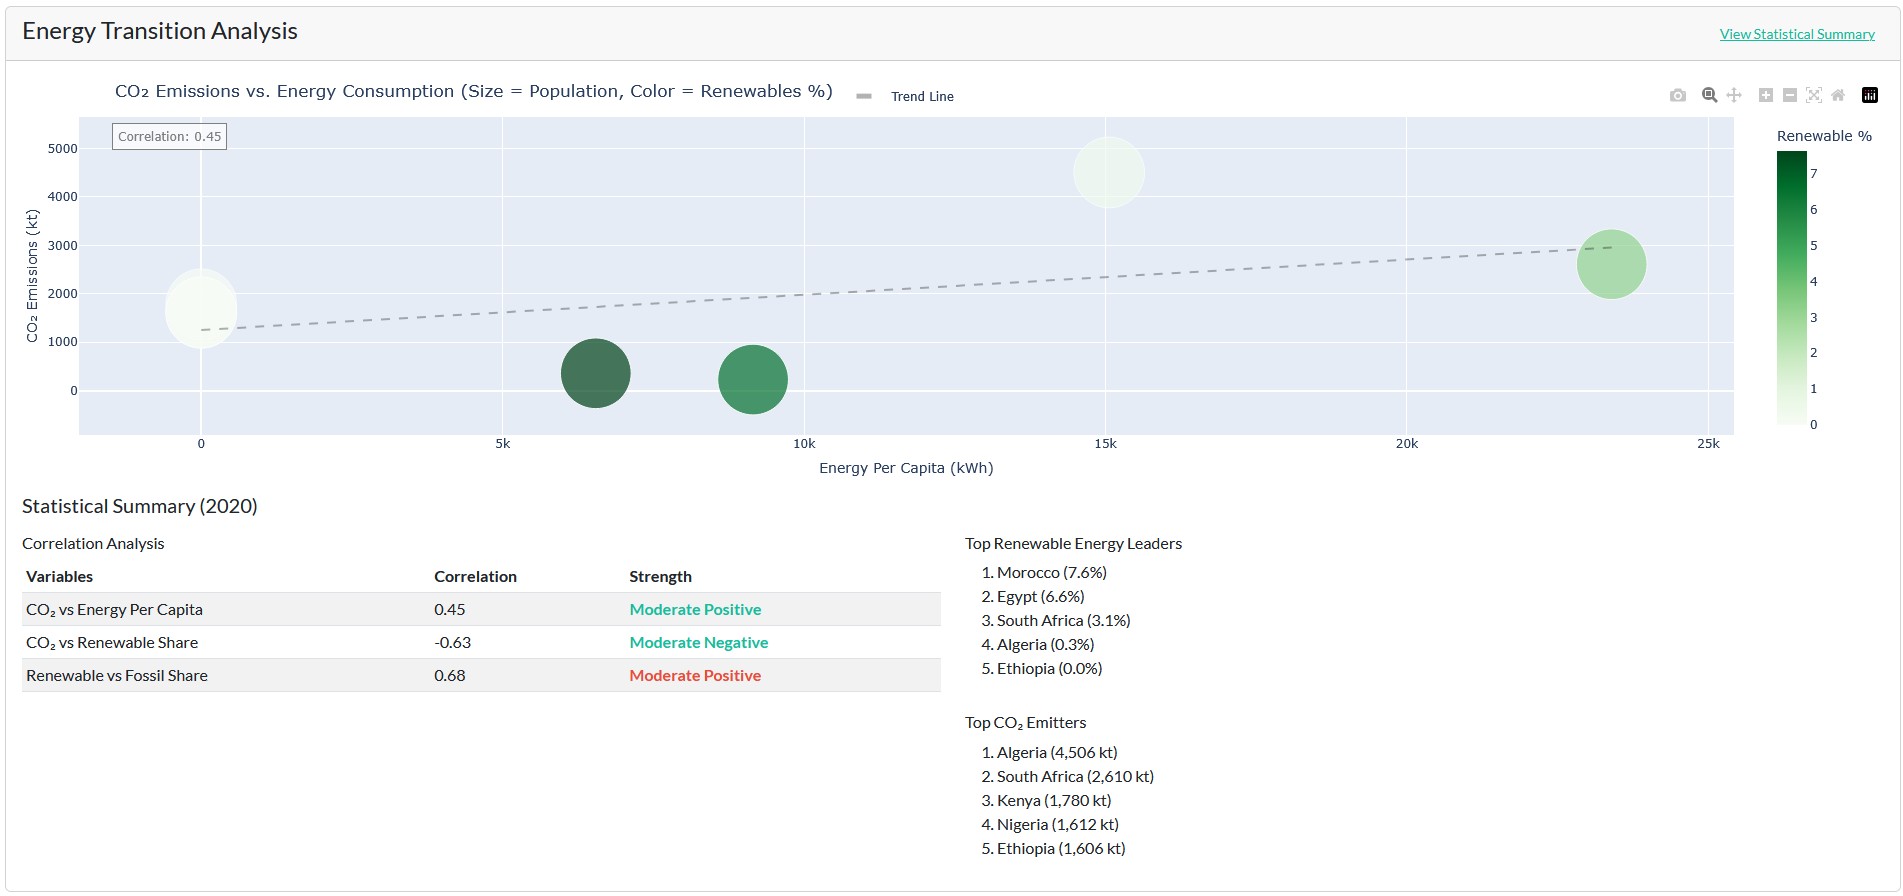 Energy Transition Analysis
View Statistical Summary
CO₂ Emissions vs. Energy Consumption (Size = Population, Color = Renewables %)
Trend Line
Correlation: 0.45
Renewable %
5000
4000
3000
2000
1000
0
CO₂ Emissions (kt)
0
5k
10k
15k
20k
25k
Energy Per Capita (kWh)
7
6
5
4
3
2
1
0
Statistical Summary (2020)
Correlation Analysis
Variables Correlation Strength
CO₂ vs Energy Per Capita 0.45 Moderate Positive
CO₂ vs Renewable Share -0.63 Moderate Negative
Renewable vs Fossil Share 0.68 Moderate Positive
Top Renewable Energy Leaders
1. Morocco (7.6%)
2. Egypt (6.6%)
3. South Africa (3.1%)
4. Algeria (0.3%)
5. Ethiopia (0.0%)
Top CO₂ Emitters
1. Algeria (4,506 kt)
2. South Africa (2,610 kt)
3. Kenya (1,780 kt)
4. Nigeria (1,612 kt)
5. Ethiopia (1,606 kt)